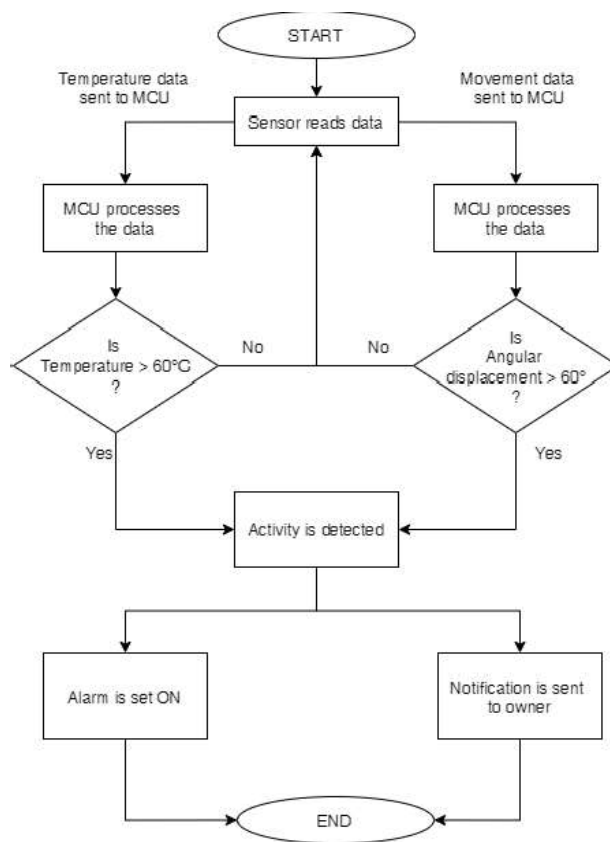 START
Temperature data
sent to MCU
Movement data
sent to MCU
Sensor reads data
MCU processes
the data
MCU processes
the data
Is
Temperature > 60°C
?
No
No
Is
Angular
displacement > 60°
?
Yes
Yes
Activity is detected
Alarm is set ON
Notification is sent
to owner
END